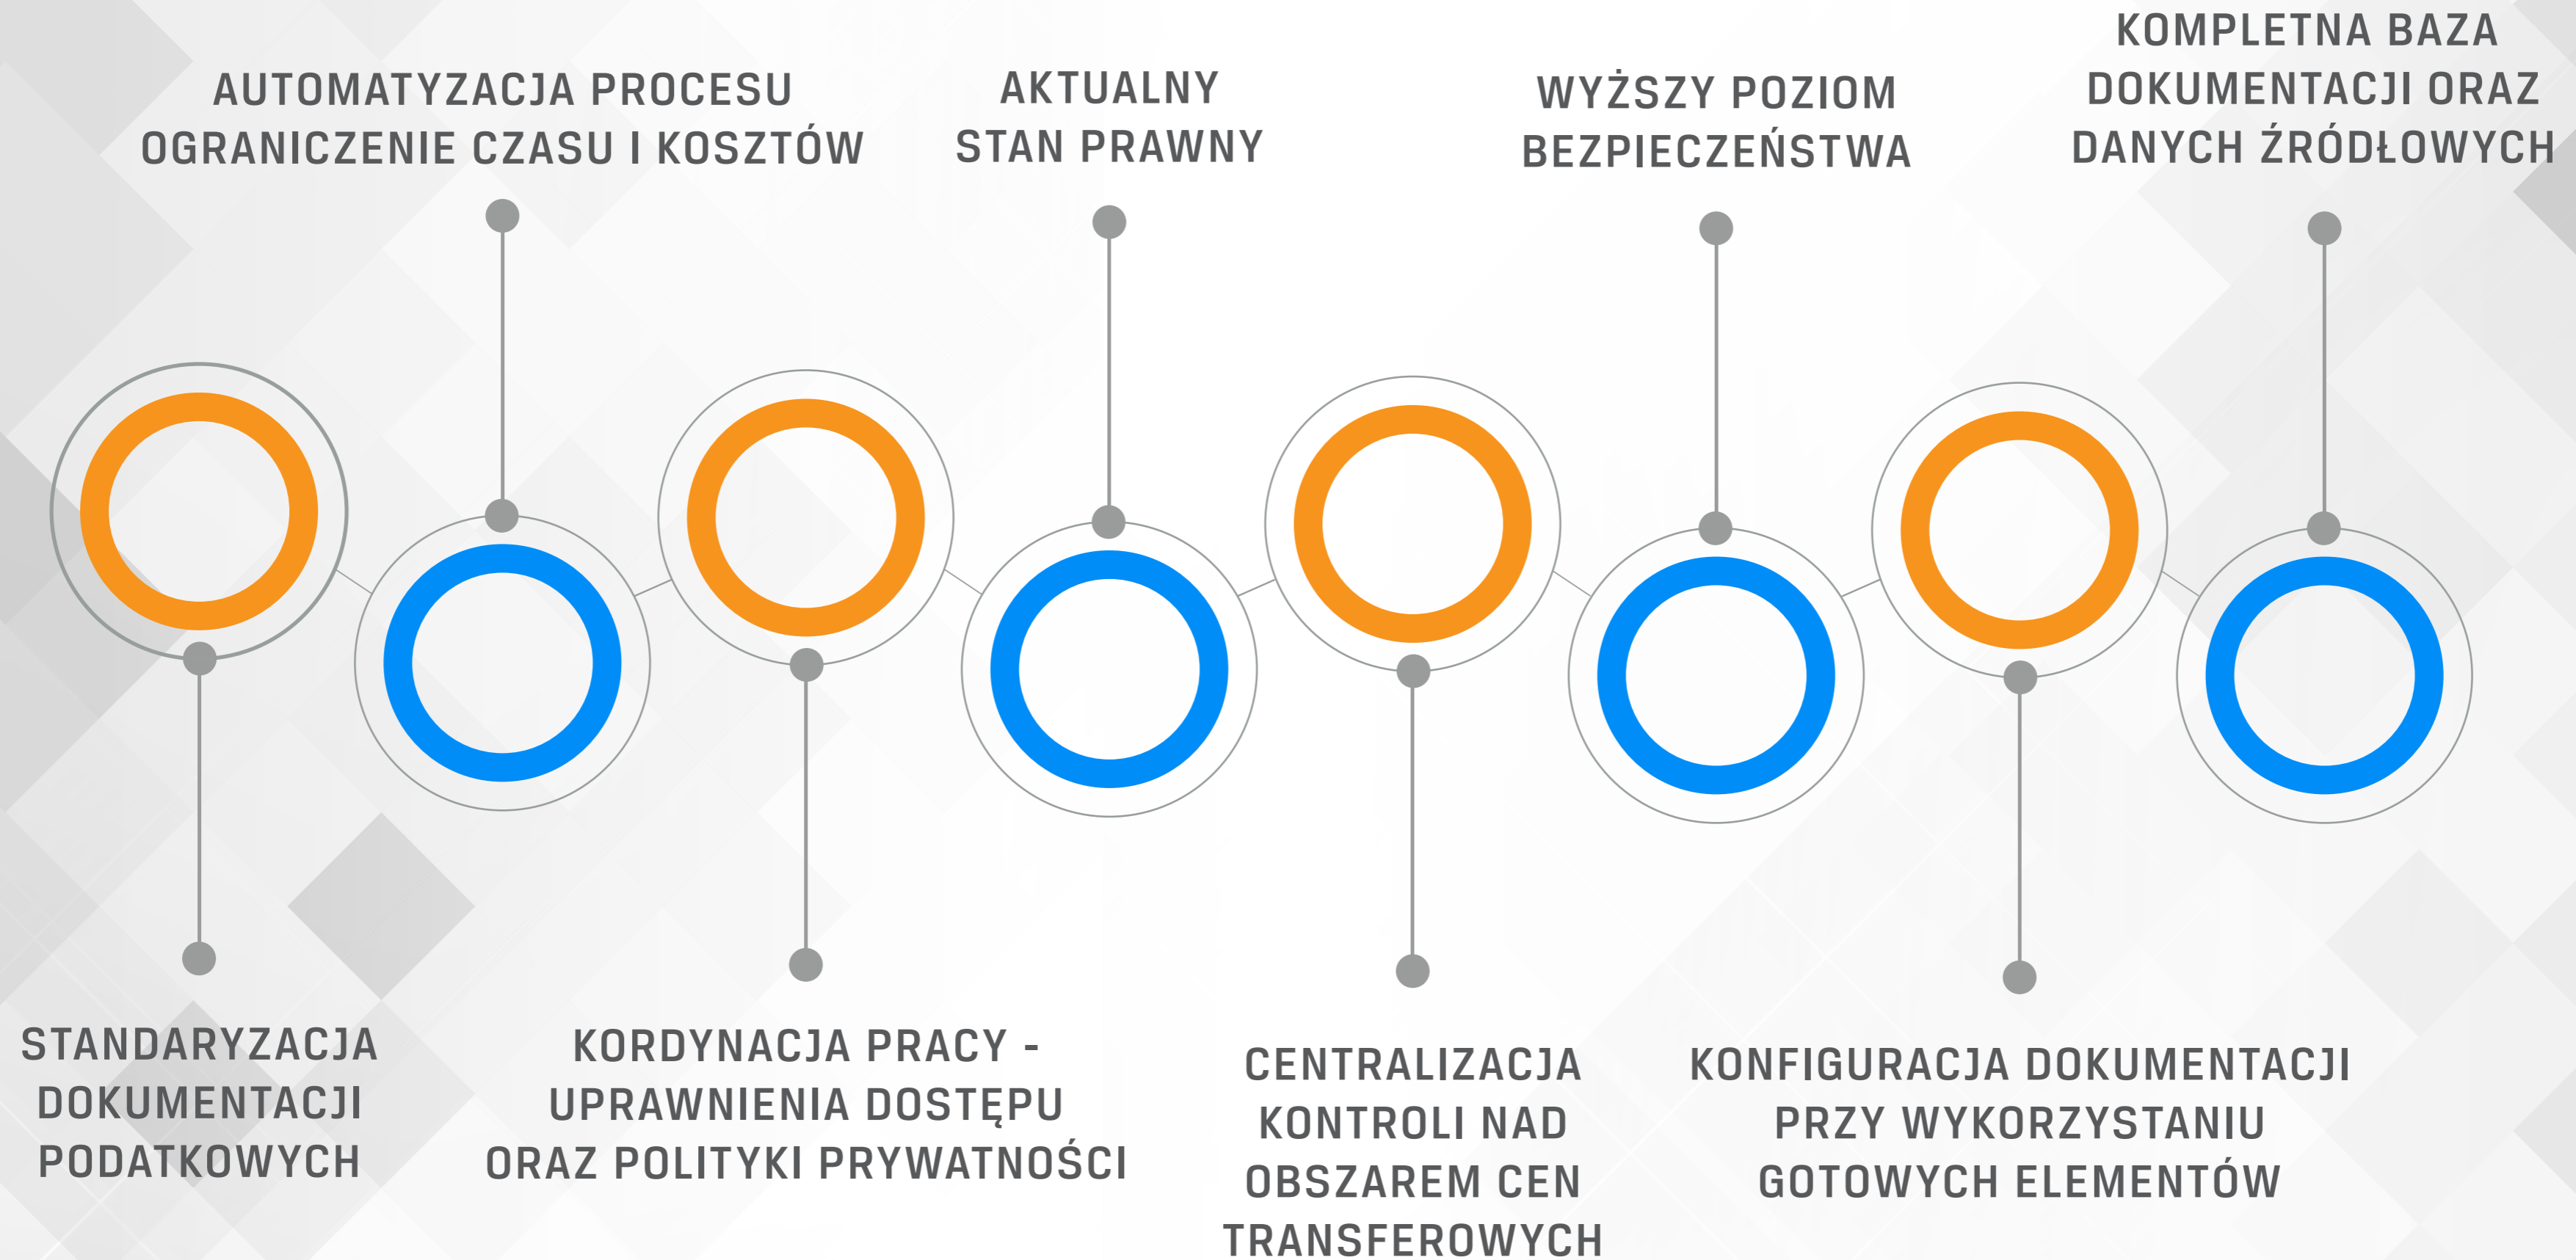 AUTOMATYZACJA PROCESU
OGRANICZENIE CZASU I KOSZTÓW
AKTUALNY
STAN PRAWNY
WYŻSZY POZIOM
BEZPIECZEŃSTWA
KOMPLETNA BAZA
DOKUMENTACJI ORAZ
DANYCH ŹRÓDŁOWYCH
STANDARYZACJA
DOKUMENTACJI
PODATKOWYCH
KORDYNACJA PRACY -
UPRAWNIENIA DOSTĘPU
ORAZ POLITYKI PRYWATNOŚCI
CENTRALIZACJA
KONTROLI NAD
OBSZAREM CEN
TRANSFEROWYCH
KONFIGURACJA DOKUMENTACJI
PRZY WYKORZYSTANIU
GOTOWYCH ELEMENTÓW